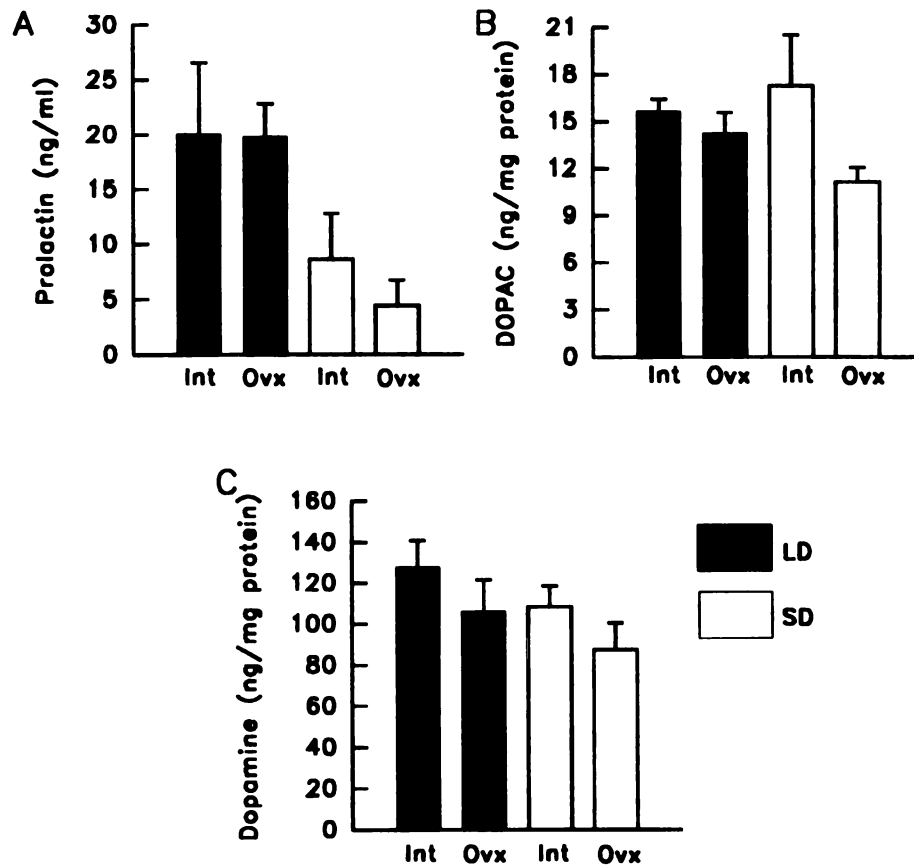 A
Prolactin (ng/ml)
30
25
20
15
10
5
0
Int Ovx Int Ovx
B
DOPAC (ng/mg protein)
21
18
15
12
9
6
3
0
Int Ovx Int Ovx
C
Dopamine (ng/mg protein)
160
140
120
100
80
60
40
20
0
Int Ovx Int Ovx
LD
SD